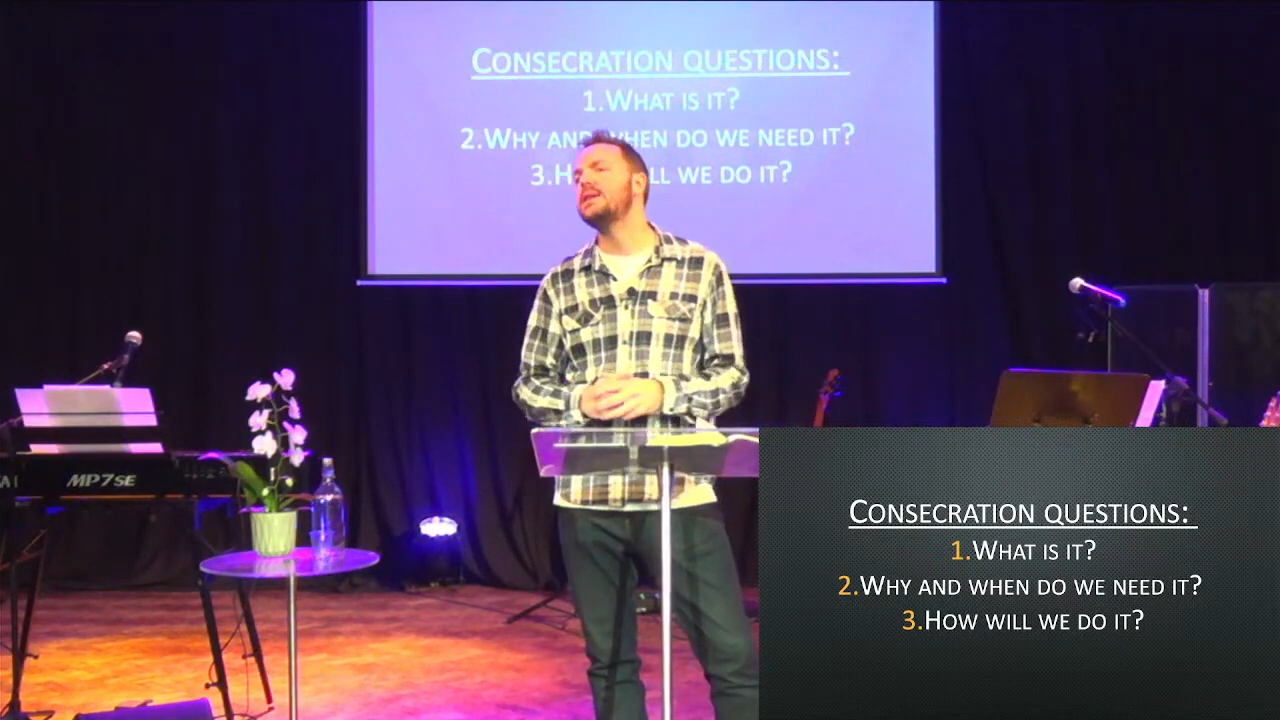 CONSECRATION QUESTIONS:
1.WHAT IS IT?
2.WHY AND WHEN DO WE NEED IT?
3.H LL WE DO IT?
MP7SE
CONSECRATION QUESTIONS:
1.WHAT IS IT?
2.WHY AND WHEN DO WE NEED IT?
3.HOW WILL WE DO IT?